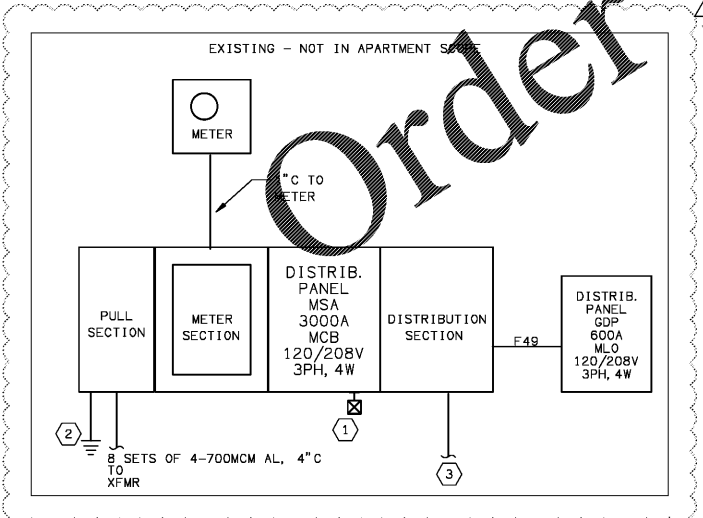 EXISTING - NOT IN APARTMENT SCOPE
Order
METER
"C TO
METER
PULL
SECTION
METER
SECTION
DISTRIB.
PANEL
MSA
3000A
MCB
120/208V
3PH, 4W
DISTRIBUTION
SECTION
F49
DISTRIB.
PANEL
GDP
600A
MLO
120/208V
3PH, 4W
2
1
3
8 SETS OF 4-700MCM AL, 4"C
TO
XFMR